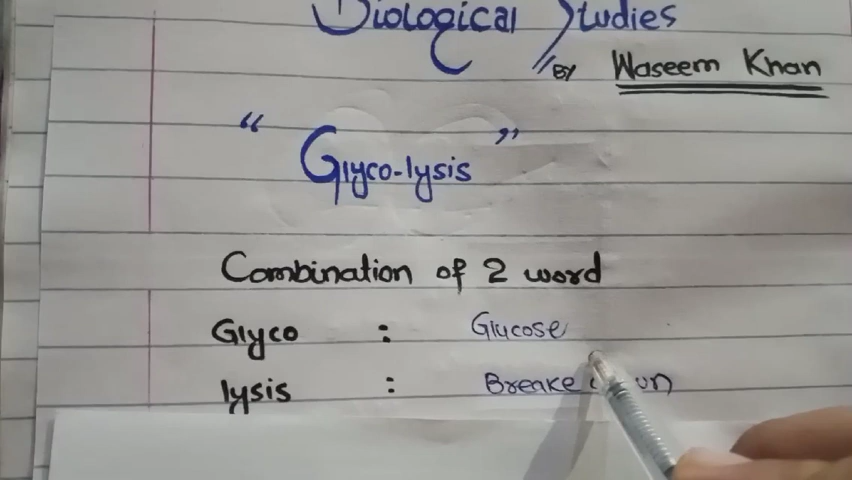 Biological Studies
By Waseem Khan
“Glyco-lysis”
Combination of 2 word
Glyco : Glucose
lysis : Breake